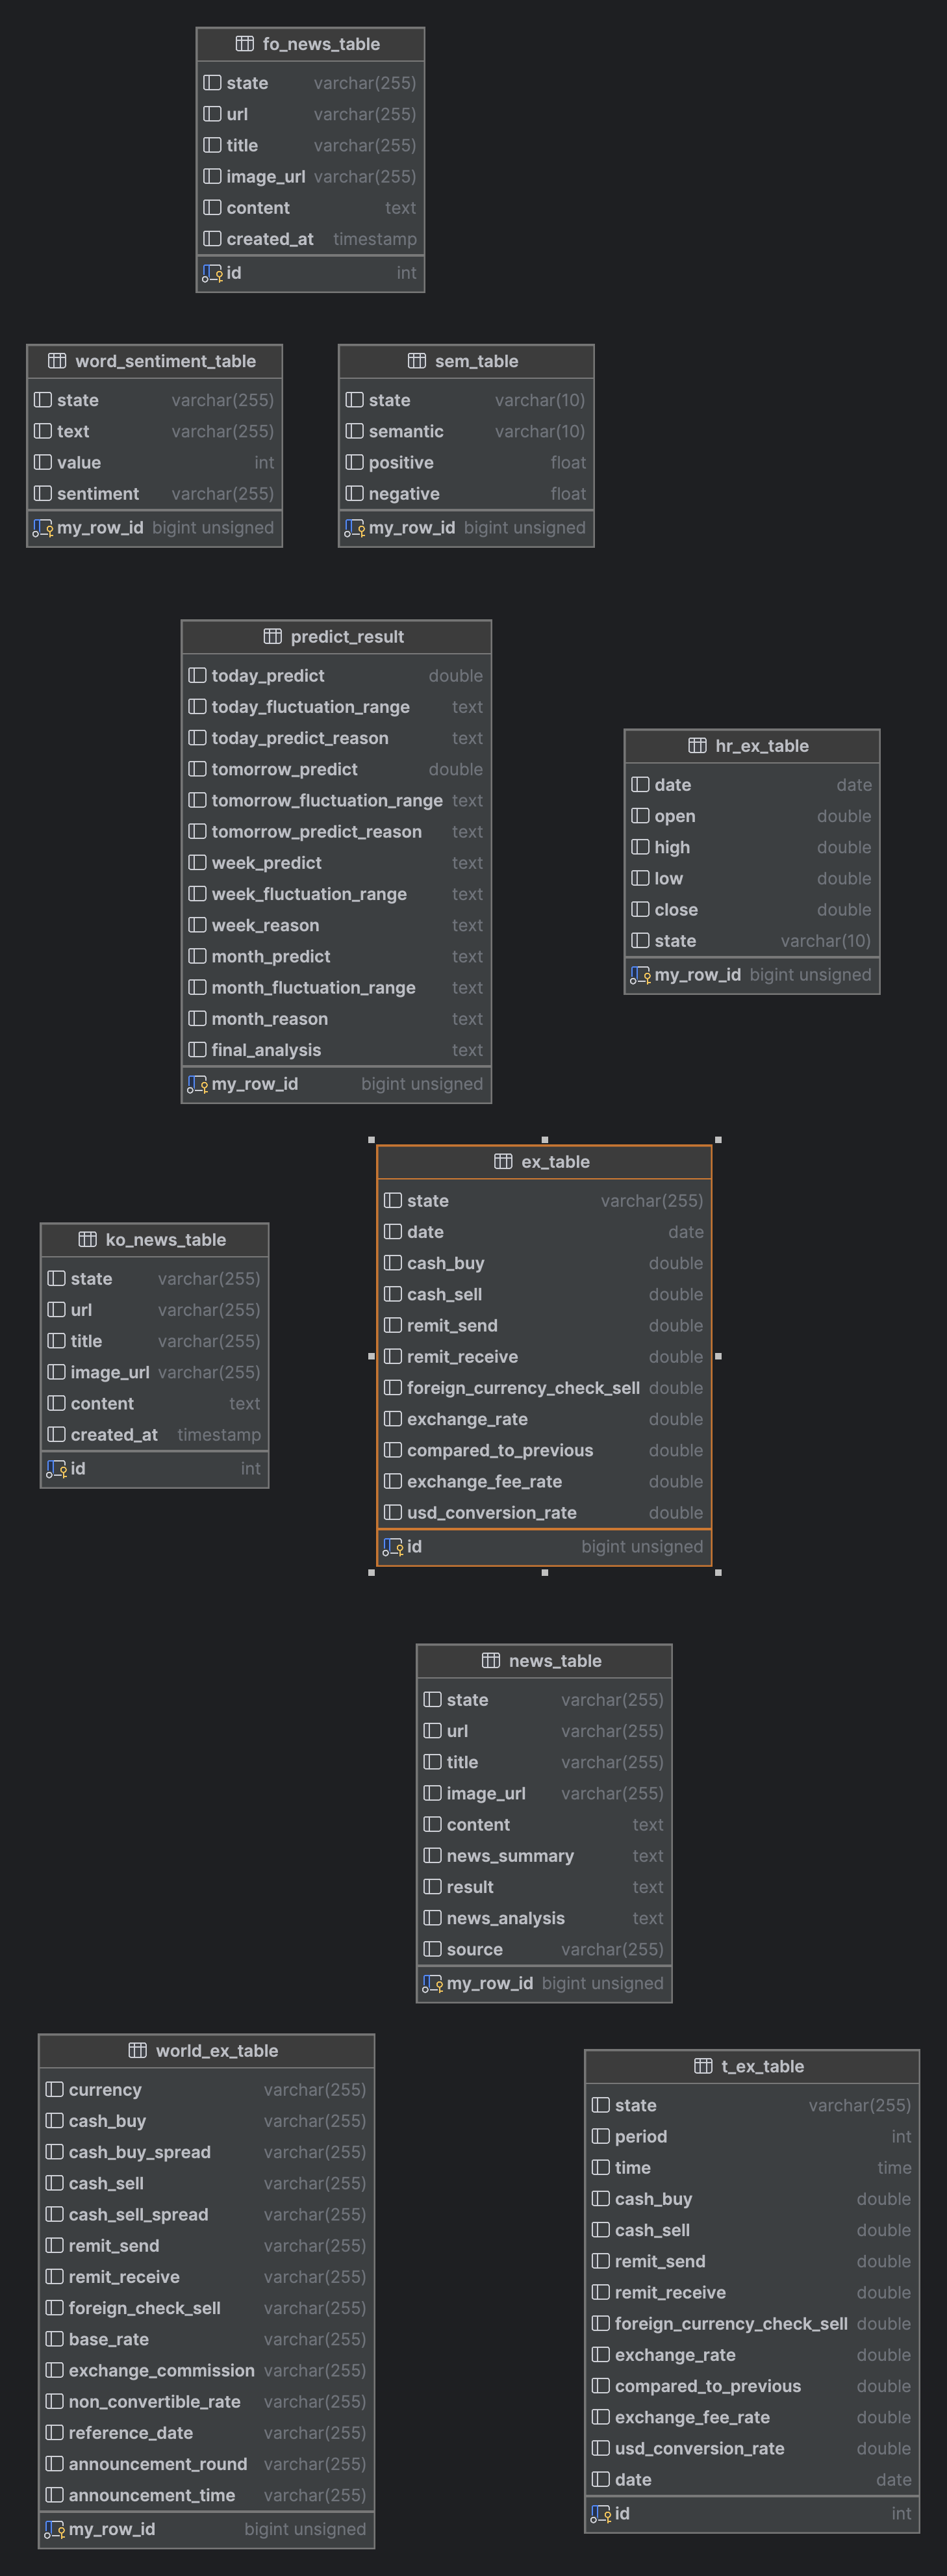 fo_news_table
state varchar(255)
url varchar(255)
title varchar(255)
image_url varchar(255)
content text
created_at timestamp
id int
word_sentiment_table
state varchar(255)
text varchar(255)
value int
sentiment varchar(255)
my_row_id bigint unsigned
sem_table
state varchar(10)
semantic varchar(10)
positive float
negative float
my_row_id bigint unsigned
predict_result
today_predict double
today_fluctuation_range text
today_predict_reason text
tomorrow_predict double
tomorrow_fluctuation_range text
tomorrow_predict_reason text
week_predict text
week_fluctuation_range text
week_reason text
month_predict text
month_fluctuation_range text
month_reason text
final_analysis text
my_row_id bigint unsigned
hr_ex_table
date date
open double
high double
low double
close double
state varchar(10)
my_row_id bigint unsigned
ex_table
state varchar(255)
date date
cash_buy double
cash_sell double
remit_send double
remit_receive double
foreign_currency_check_sell double
exchange_rate double
compared_to_previous double
exchange_fee_rate double
usd_conversion_rate double
id bigint unsigned
ko_news_table
state varchar(255)
url varchar(255)
title varchar(255)
image_url varchar(255)
content text
created_at timestamp
id int
news_table
state varchar(255)
url varchar(255)
title varchar(255)
image_url varchar(255)
content text
news_summary text
result text
news_analysis text
source varchar(255)
my_row_id bigint unsigned
world_ex_table
currency varchar(255)
cash_buy varchar(255)
cash_buy_spread varchar(255)
cash_sell varchar(255)
cash_sell_spread varchar(255)
remit_send varchar(255)
remit_receive varchar(255)
foreign_check_sell varchar(255)
base_rate varchar(255)
exchange_commission varchar(255)
non_convertible_rate varchar(255)
reference_date varchar(255)
announcement_round varchar(255)
announcement_time varchar(255)
my_row_id bigint unsigned
t_ex_table
state varchar(255)
period int
time time
cash_buy double
cash_sell double
remit_send double
remit_receive double
foreign_currency_check_sell double
exchange_rate double
compared_to_previous double
exchange_fee_rate double
usd_conversion_rate double
date date
id int